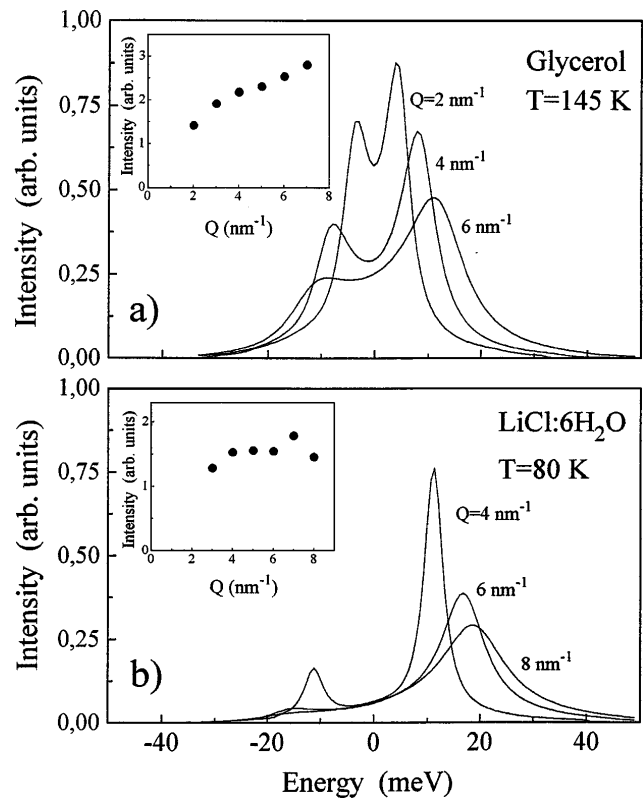 1,00
0,75
0,50
0,25
0,00
Intensity (arb. units)
3
2
1
0
Intensity (arb. units)
0 2 4 6 8
Q (nm⁻¹)
Glycerol
T=145 K
Q=2 nm⁻¹
4 nm⁻¹
6 nm⁻¹
a)
1,00
0,75
0,50
0,25
0,00
Intensity (arb. units)
2
1
0
Intensity (arb. units)
0 2 4 6 8
Q (nm⁻¹)
LiCl:6H₂O
T=80 K
Q=4 nm⁻¹
6 nm⁻¹
8 nm⁻¹
b)
-40 -20 0 20 40
Energy (meV)